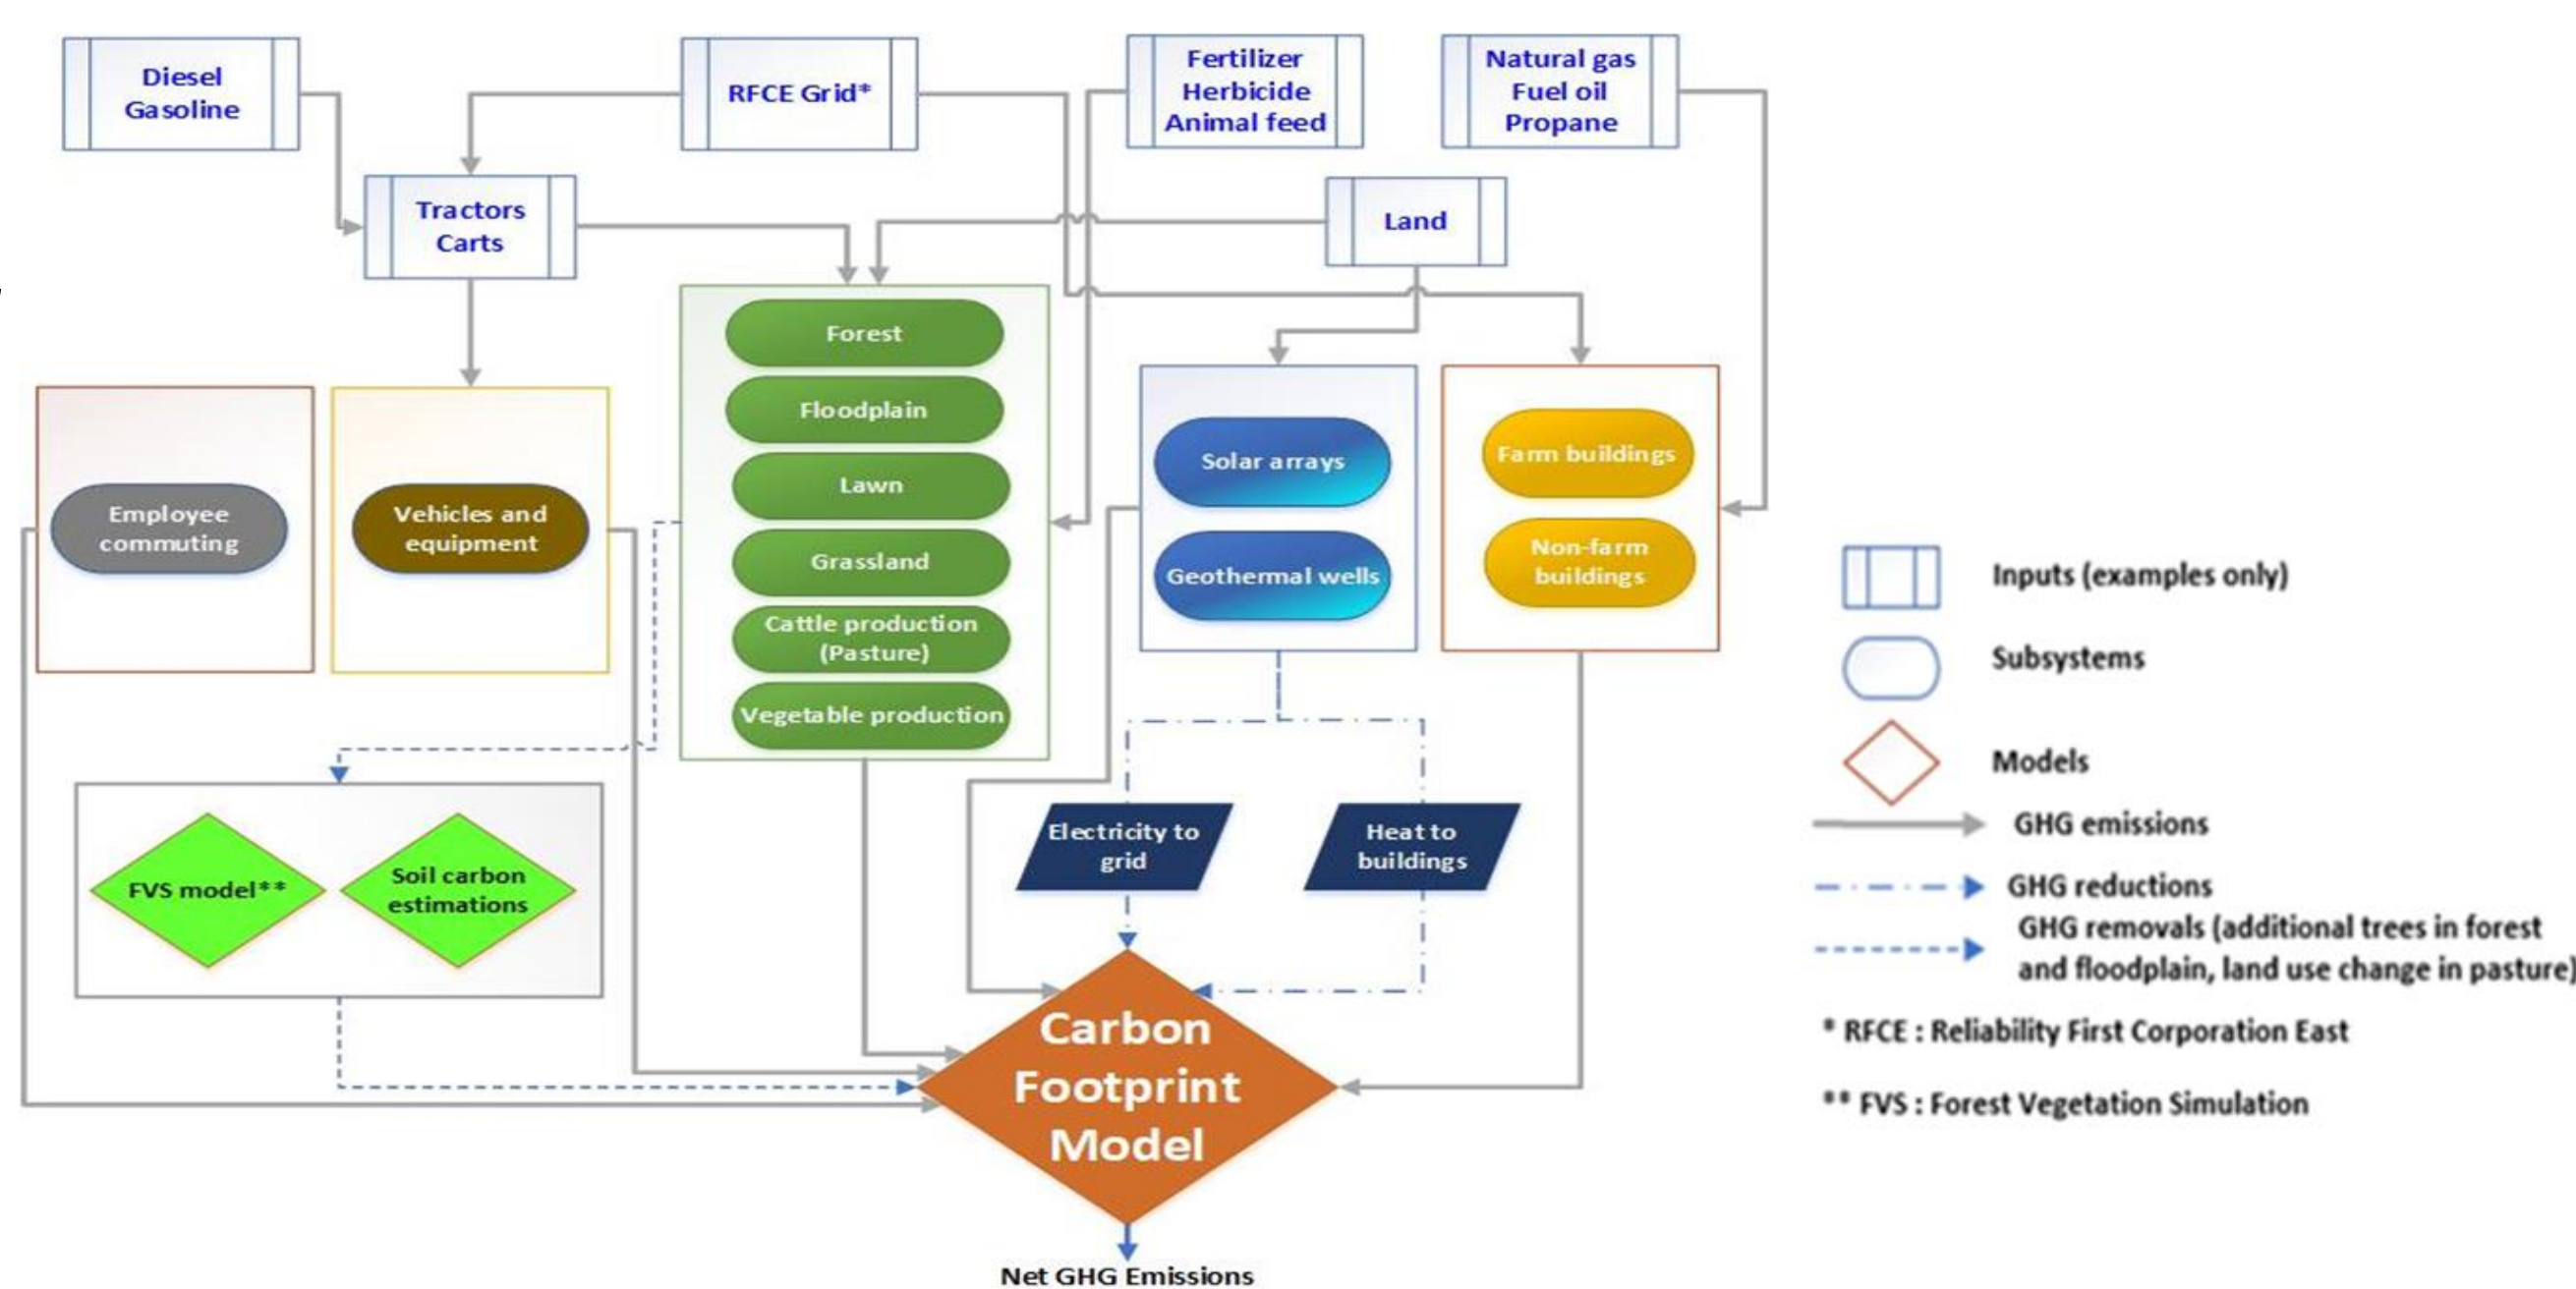 Diesel
Gasoline
RFCE Grid*
Fertilizer
Herbicide
Animal feed
Natural gas
Fuel oil
Propane
Tractors
Carts
Land
Forest
Floodplain
Lawn
Grassland
Cattle production
(Pasture)
Vegetable production
Employee
commuting
Vehicles and
equipment
Solar arrays
Geothermal wells
Farm buildings
Non-farm
buildings
FVS model**
Soil carbon
estimations
Electricity to
grid
Heat to
buildings
Carbon
Footprint
Model
Net GHG Emissions
Inputs (examples only)
Subsystems
Models
GHG emissions
GHG reductions
GHG removals (additional trees in forest
and floodplain, land use change in pasture)
* RFCE : Reliability First Corporation East
** FVS : Forest Vegetation Simulation